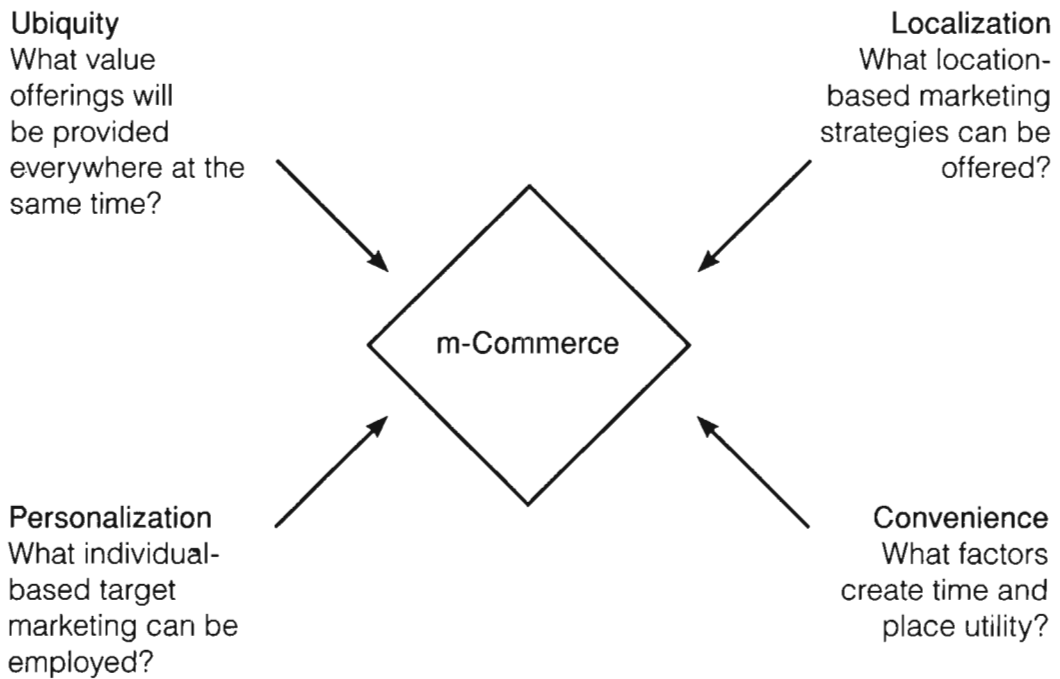 Ubiquity
What value
offerings will
be provided
everywhere at the
same time?
Localization
What location-
based marketing
strategies can be
offered?
m-Commerce
Personalization
What individual-
based target
marketing can be
employed?
Convenience
What factors
create time and
place utility?